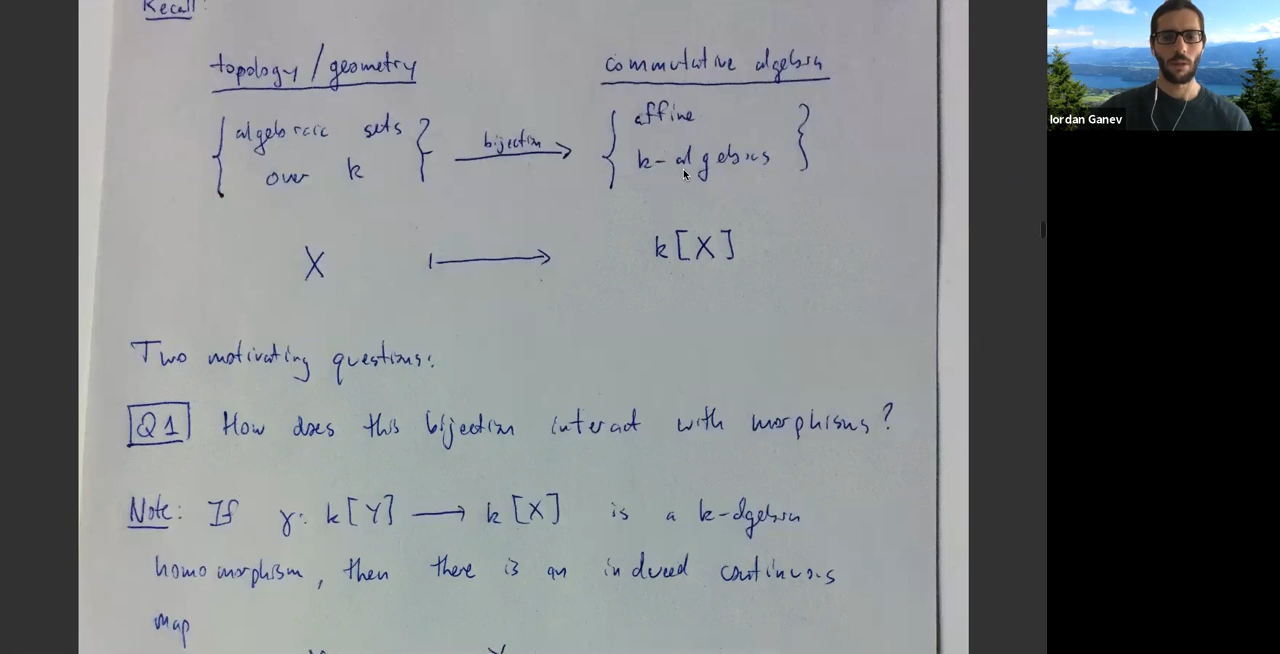 Recall:
topology/geometry
commutative algebra
{ algebraic sets over k }
bijection
{ affine k-algebras }
X ⟼ k[X]
Two motivating questions:
Q1 How does this bijection interact with morphisms?
Note: If γ: k[Y] ⟶ k[X] is a k-algebra
homomorphism, then there is an induced continuous
map
Iordan Ganev